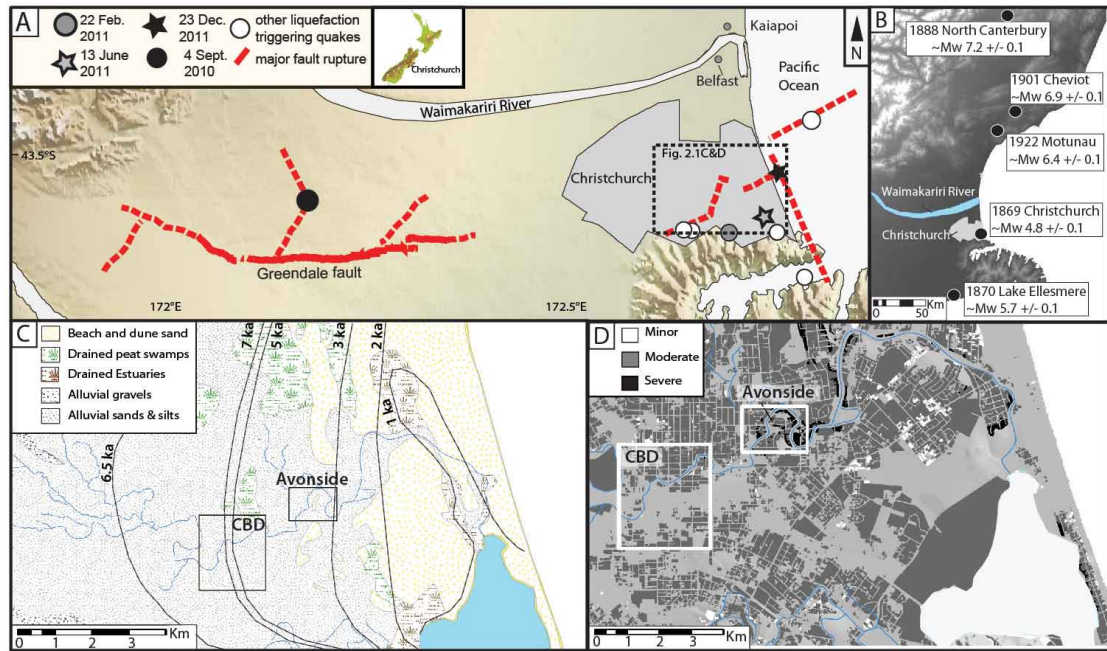 A
22 Feb.
2011
23 Dec.
2011
other liquefaction
triggering quakes
13 June
2011
4 Sept.
2010
major fault rupture
Christchurch
Kaiapoi
N
Belfast
Pacific
Ocean
Waimakariri River
43.5°S
Fig. 2.1C&D
Christchurch
Greendale fault
172°E
172.5°E
B
1888 North Canterbury
~Mw 7.2 +/- 0.1
1901 Cheviot
~Mw 6.9 +/- 0.1
1922 Motunau
~Mw 6.4 +/- 0.1
Waimakariri River
1869 Christchurch
~Mw 4.8 +/- 0.1
Christchurch
1870 Lake Ellesmere
~Mw 5.7 +/- 0.1
0 50 Km
C
Beach and dune sand
Drained peat swamps
Drained Estuaries
Alluvial gravels
Alluvial sands & silts
7 ka
5 ka
3 ka
2 ka
1 ka
6.5 ka
Avonside
CBD
0 1 2 3 Km
D
Minor
Moderate
Severe
Avonside
CBD
0 1 2 3 Km